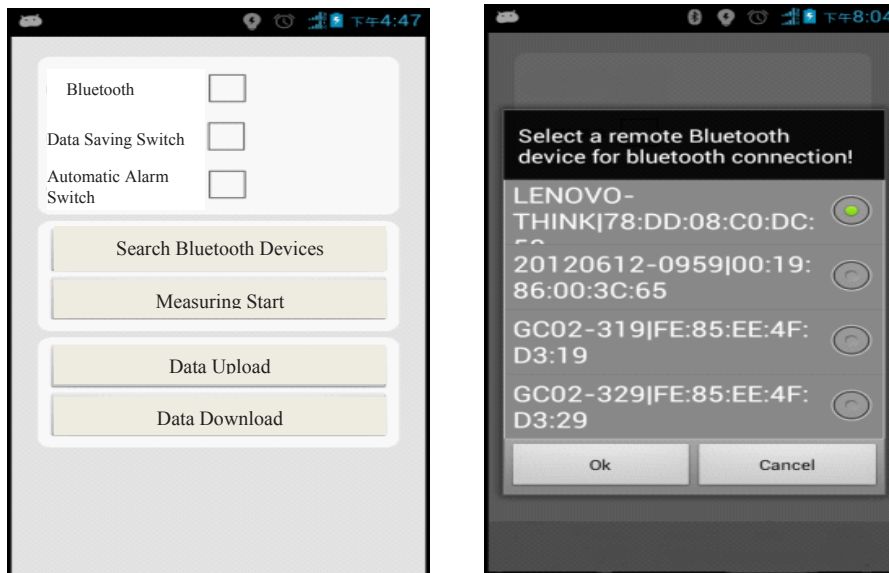 下午4:47
Bluetooth
Data Saving Switch
Automatic Alarm
Switch
Search Bluetooth Devices
Measuring Start
Data Upload
Data Download
下午8:04
Select a remote Bluetooth
device for bluetooth connection!
LENOVO-
THINK|78:DD:08:C0:DC:
20120612-0959|00:19:
86:00:3C:65
GC02-319|FE:85:EE:4F:
D3:19
GC02-329|FE:85:EE:4F:
D3:29
Ok
Cancel